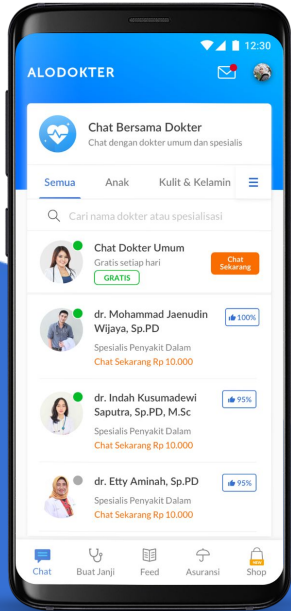 12:30
ALODOKTER
Chat Bersama Dokter
Chat dengan dokter umum dan spesialis
Semua Anak Kulit & Kelamin
Cari nama dokter atau spesialisasi
Chat Dokter Umum
Gratis setiap hari
GRATIS
Chat
Sekarang
dr. Mohammad Jaenudin
Wijaya, Sp.PD
100%
Spesialis Penyakit Dalam
Chat Sekarang Rp 10.000
dr. Indah Kusumadewi
Saputra, Sp.PD, M.Sc
95%
Spesialis Penyakit Dalam
Chat Sekarang Rp 10.000
dr. Etty Aminah, Sp.PD
95%
Spesialis Penyakit Dalam
Chat Sekarang Rp 10.000
NEW
Chat Buat Janji Feed Asuransi Shop